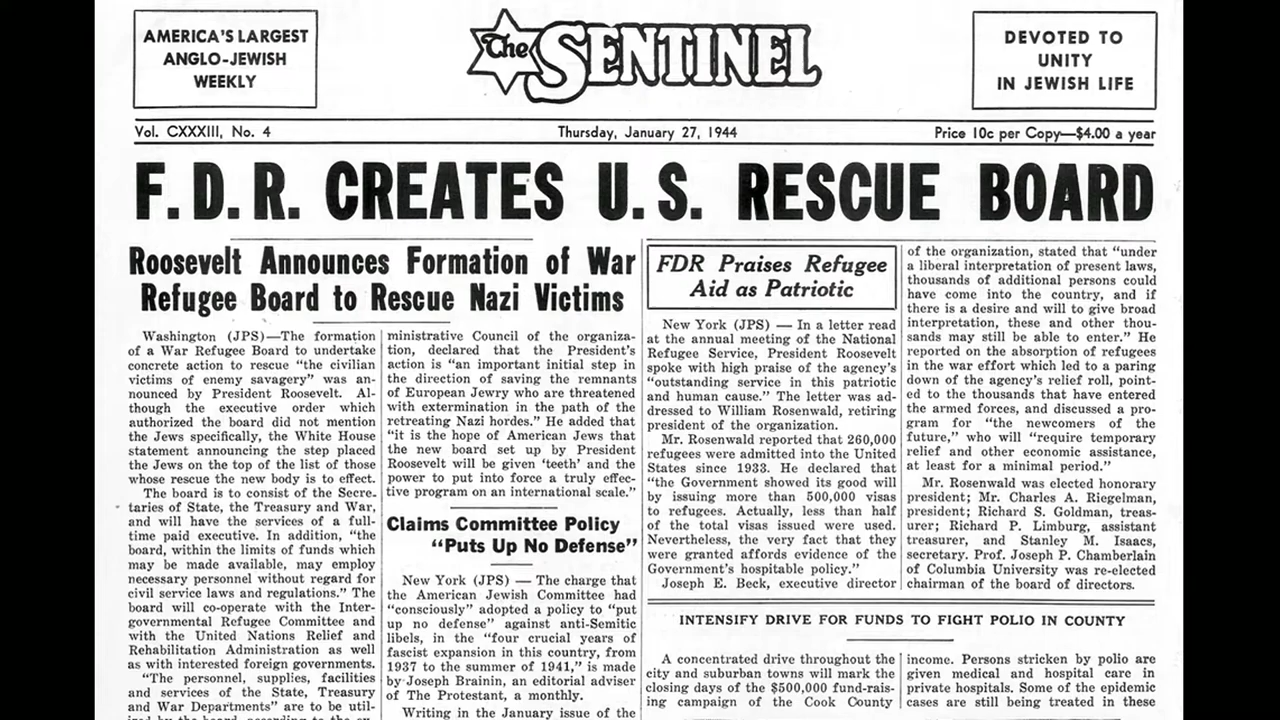 AMERICA'S LARGEST
ANGLO-JEWISH
WEEKLY
The SENTINEL
DEVOTED TO
UNITY
IN JEWISH LIFE
Vol. CXXXIII, No. 4
Thursday, January 27, 1944
Price 10c per Copy—$4.00 a year
F.D.R. CREATES U.S. RESCUE BOARD
Roosevelt Announces Formation of War
Refugee Board to Rescue Nazi Victims
Washington (JPS)—The formation
of a War Refugee Board to undertake
concrete action to rescue "the civilian
victims of enemy savagery" was an-
nounced by President Roosevelt. Al-
though the executive order which
authorized the board did not mention
the Jews specifically, the White House
statement announcing the step placed
the Jews on the top of the list of those
whose rescue the new body is to effect.
The board is to consist of the Secre-
taries of State, the Treasury and War,
and will have the services of a full-
time paid executive. In addition, "the
board, within the limits of funds which
may be made available, may employ
necessary personnel without regard for
civil service laws and regulations." The
board will co-operate with the Inter-
governmental Refugee Committee and
with the United Nations Relief and
Rehabilitation Administration as well
as with interested foreign governments.
"The personnel, supplies, facilities
and services of the State, Treasury
and War Departments" are to be util-
ized by the board, according to the ex-
ministrative Council of the organiza-
tion, declared that the President's
action is "an important initial step in
the direction of saving the remnants
of European Jewry who are threatened
with extermination in the path of the
retreating Nazi hordes." He added that
"it is the hope of American Jews that
the new board set up by President
Roosevelt will be given 'teeth' and the
power to put into force a truly effec-
tive program on an international scale."
Claims Committee Policy
"Puts Up No Defense"
New York (JPS) — The charge that
the American Jewish Committee had
"consciously" adopted a policy to "put
up no defense" against anti-Semitic
libels, in the "four crucial years of
fascist expansion in this country, from
1937 to the summer of 1941," is made
by Joseph Brainin, an editorial adviser
of The Protestant, a monthly.
Writing in the January issue of the
FDR Praises Refugee
Aid as Patriotic
New York (JPS) — In a letter read
at the annual meeting of the National
Refugee Service, President Roosevelt
spoke with high praise of the agency's
"outstanding service in this patriotic
and human cause." The letter was ad-
dressed to William Rosenwald, retiring
president of the organization.
Mr. Rosenwald reported that 260,000
refugees were admitted into the United
States since 1933. He declared that
"the Government showed its good will
by issuing more than 500,000 visas
to refugees. Actually, less than half
of the total visas issued were used.
Nevertheless, the very fact that they
were granted affords evidence of the
Government's hospitable policy."
Joseph E. Beck, executive director
of the organization, stated that "under
a liberal interpretation of present laws,
thousands of additional persons could
have come into the country, and if
there is a desire and will to give broad
interpretation, these and other thou-
sands may still be able to enter." He
reported on the absorption of refugees
in the war effort which led to a paring
down of the agency's relief roll, point-
ed to the thousands that have entered
the armed forces, and discussed a pro-
gram for "the newcomers of the
future," who will "require temporary
relief and other economic assistance,
at least for a minimal period."
Mr. Rosenwald was elected honorary
president; Mr. Charles A. Riegelman,
president; Richard S. Goldman, treas-
urer; Richard P. Limburg, assistant
treasurer, and Stanley M. Isaacs,
secretary. Prof. Joseph P. Chamberlain
of Columbia University was re-elected
chairman of the board of directors.
INTENSIFY DRIVE FOR FUNDS TO FIGHT POLIO IN COUNTY
A concentrated drive throughout the
city and suburban towns will mark the
closing days of the $500,000 fund-rais-
ing campaign of the Cook County
income. Persons stricken by polio are
given medical and hospital care in
private hospitals. Some of the epidemic
cases are still being treated in these